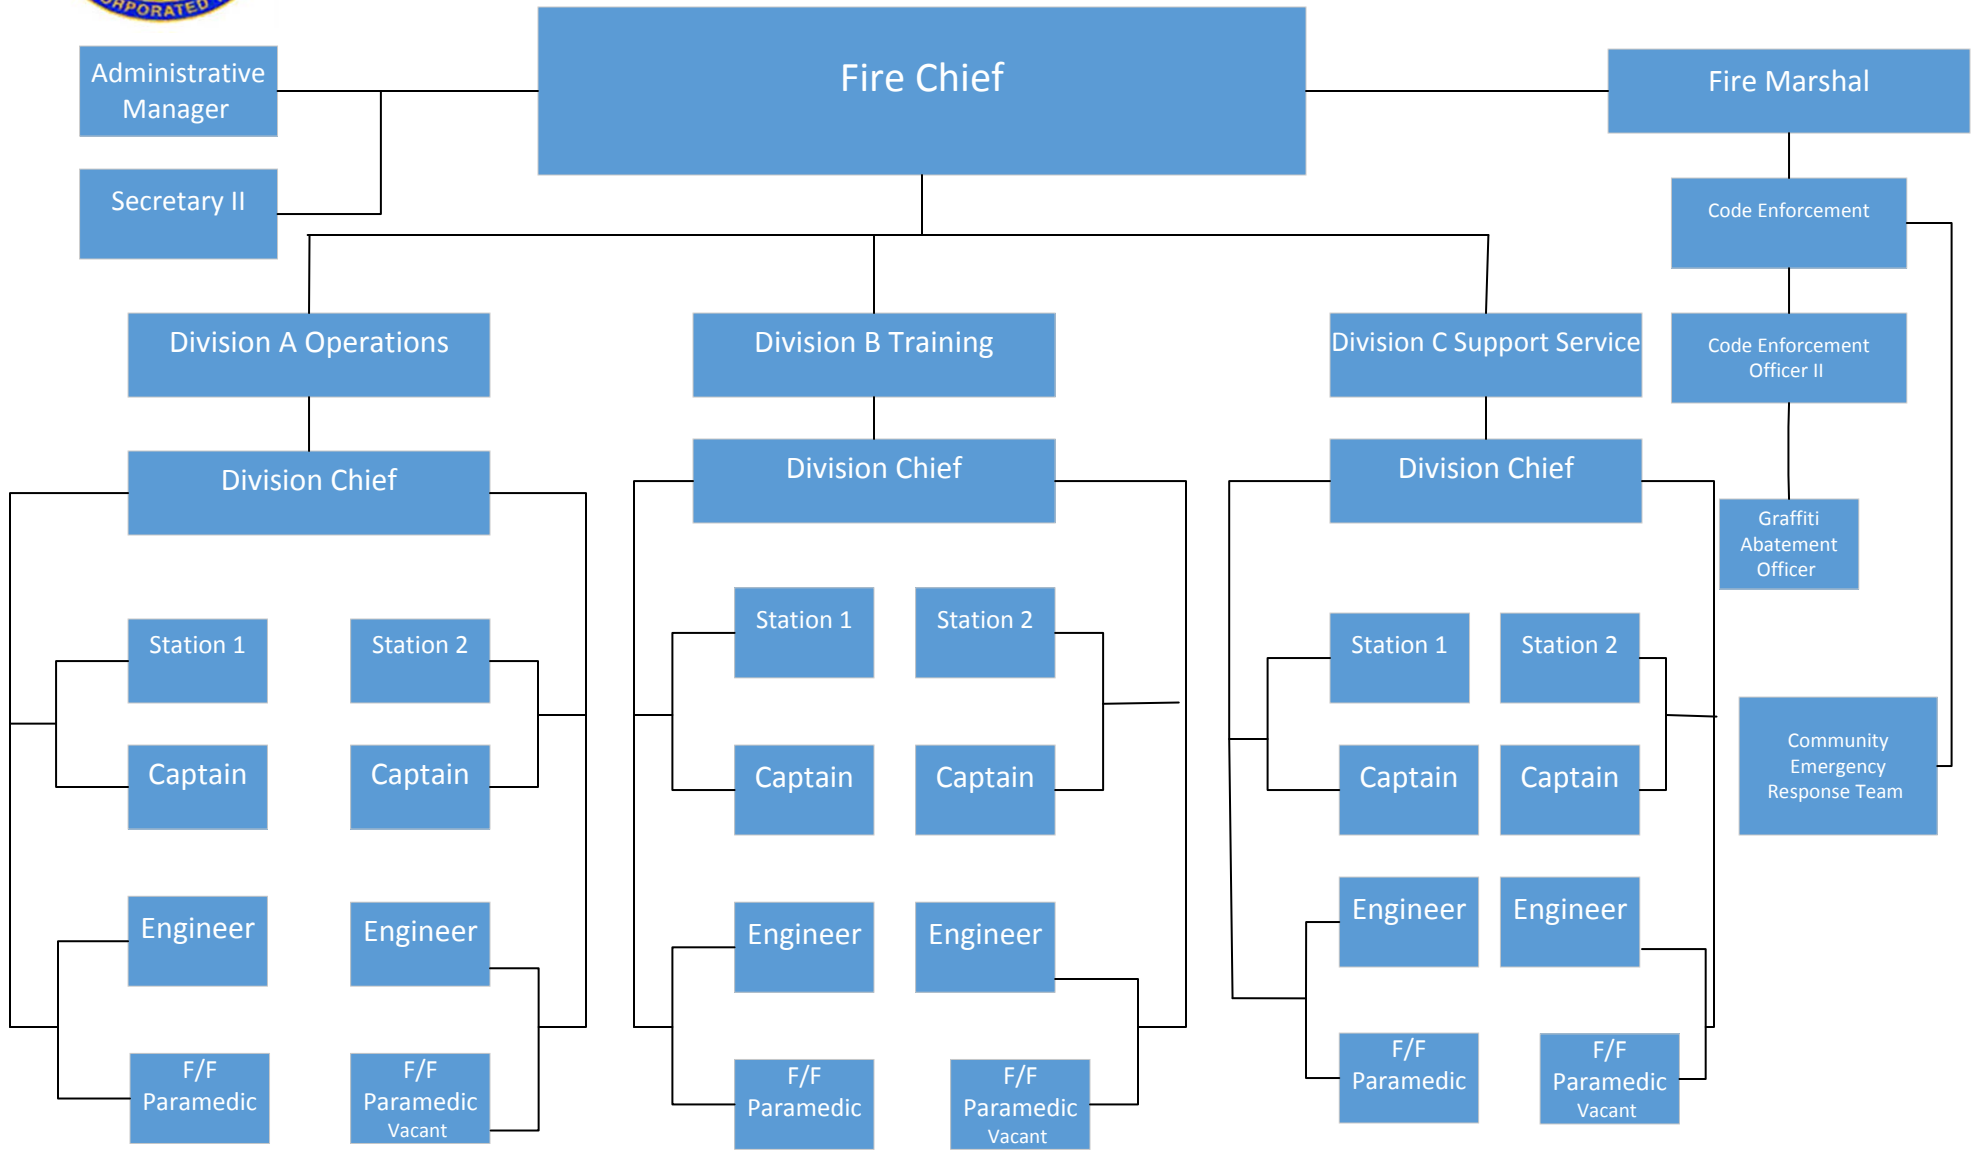 ORPORATED
Administrative
Manager
Fire Chief
Fire Marshal
Secretary II
Code Enforcement
Division A Operations
Division B Training
Division C Support Service
Code Enforcement
Officer II
Division Chief
Division Chief
Division Chief
Graffiti
Abatement
Officer
Station 1
Station 2
Station 1
Station 2
Station 1
Station 2
Captain
Captain
Captain
Captain
Captain
Captain
Community
Emergency
Response Team
Engineer
Engineer
Engineer
Engineer
Engineer
Engineer
F/F
Paramedic
F/F
Paramedic
Vacant
F/F
Paramedic
F/F
Paramedic
Vacant
F/F
Paramedic
F/F
Paramedic
Vacant